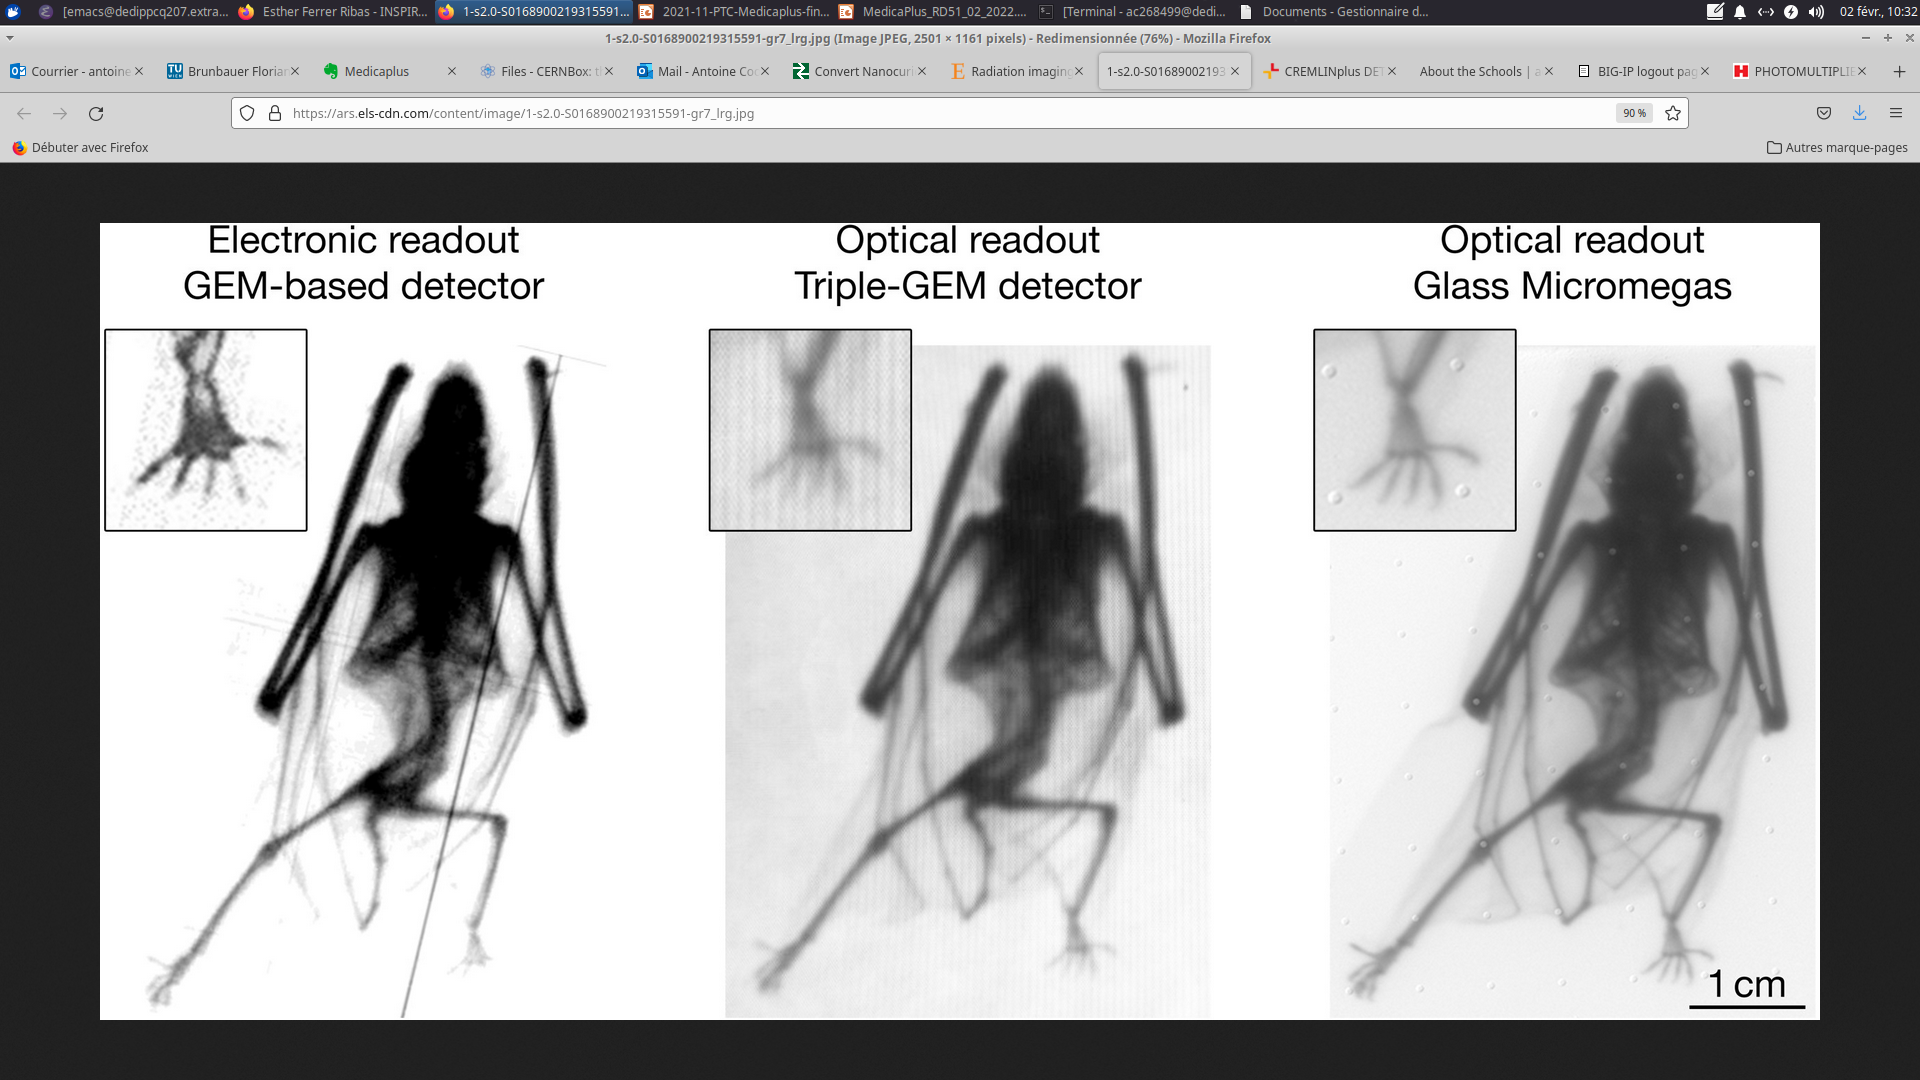 [emacs@dedippcq207.extra...
Esther Ferrer Ribas - INSPIR...
1-s2.0-S0168900219315591...
2021-11-PTC-Medicaplus-fin...
MedicaPlus_RD51_02_2022....
[Terminal - ac268499@dedi...
Documents - Gestionnaire d...
02 févr., 10:32
1-s2.0-S0168900219315591-gr7_lrg.jpg (Image JPEG, 2501 × 1161 pixels) - Redimensionnée (76%) - Mozilla Firefox
Courrier - antoine
Brunbauer Florian
Medicaplus
Files - CERNBox: t
Mail - Antoine Co
Convert Nanocuri
Radiation imaging
1-s2.0-S01689002193
CREMLINplus DET
About the Schools | a
BIG-IP logout pag
PHOTOMULTIPLIE
https://ars.els-cdn.com/content/image/1-s2.0-S0168900219315591-gr7_lrg.jpg
90 %
Débuter avec Firefox
Autres marque-pages
Electronic readout
GEM-based detector
Optical readout
Triple-GEM detector
Optical readout
Glass Micromegas
1 cm